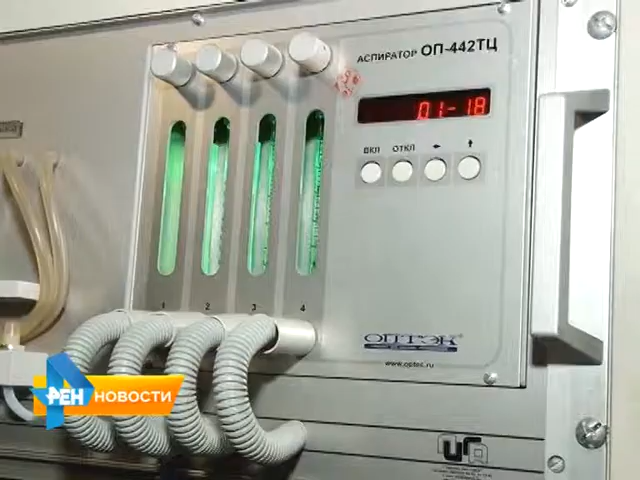 АСПИРАТОР ОП-442ТЦ
01-18
ВКЛ ОТКЛ
1 2 3 4
ОПТЭК
www.optec.ru
РЕН НОВОСТИ